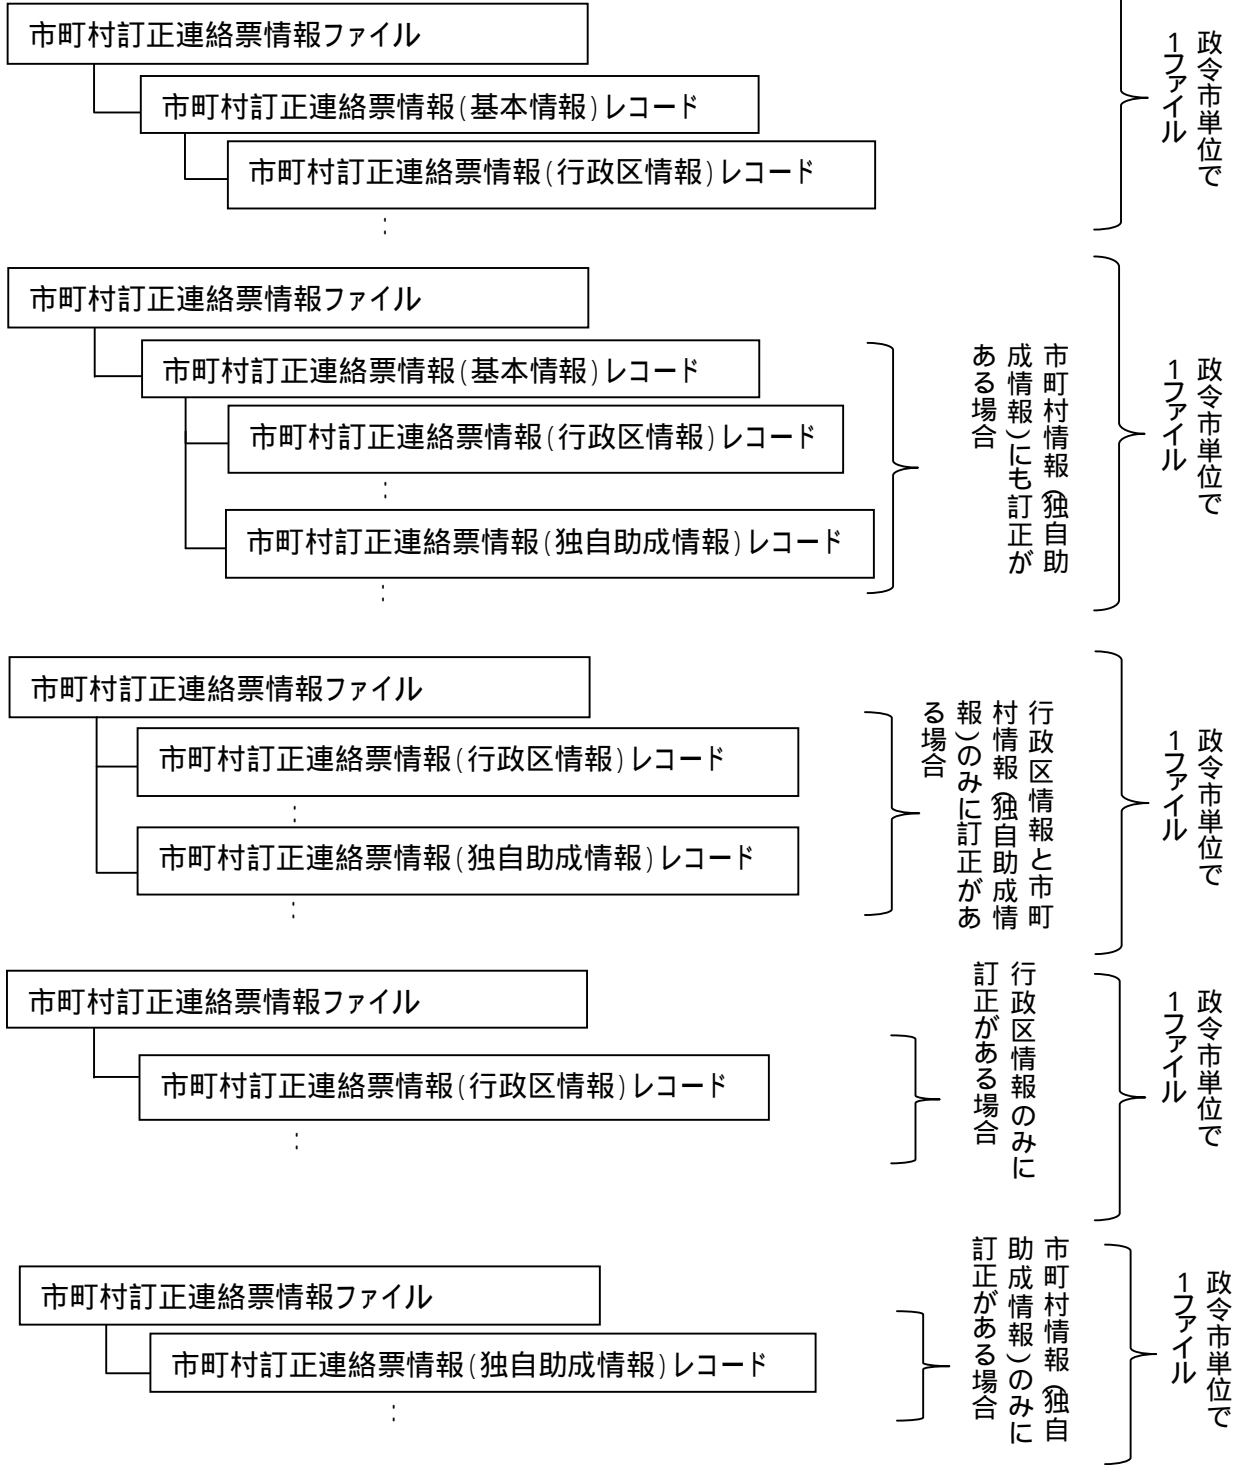 市町村訂正連絡票情報ファイル
市町村訂正連絡票情報(基本情報)レコード
市町村訂正連絡票情報(行政区情報)レコード
政令市単位で
1ファイル
市町村訂正連絡票情報ファイル
市町村訂正連絡票情報(基本情報)レコード
市町村訂正連絡票情報(行政区情報)レコード
市町村訂正連絡票情報(独自助成情報)レコード
市町村情報(独自助
成情報)にも訂正が
ある場合
政令市単位で
1ファイル
市町村訂正連絡票情報ファイル
市町村訂正連絡票情報(行政区情報)レコード
市町村訂正連絡票情報(独自助成情報)レコード
行政区情報と市町
村情報(独自助成情
報)のみに訂正があ
る場合
政令市単位で
1ファイル
市町村訂正連絡票情報ファイル
市町村訂正連絡票情報(行政区情報)レコード
行政区情報のみに
訂正がある場合
政令市単位で
1ファイル
市町村訂正連絡票情報ファイル
市町村訂正連絡票情報(独自助成情報)レコード
市町村情報(独自
助成情報)のみに
訂正がある場合
政令市単位で
1ファイル